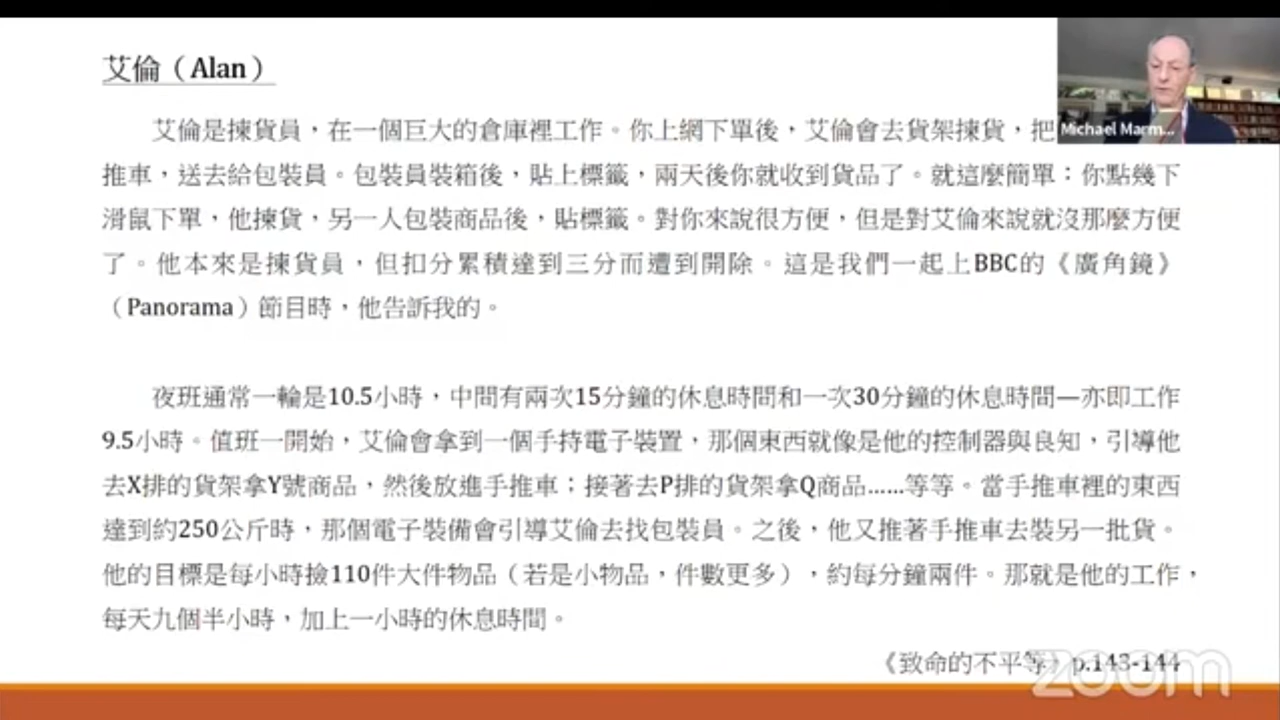 艾倫（Alan）
艾倫是揀貨員，在一個巨大的倉庫裡工作。你上網下單後，艾倫會去貨架揀貨，把
Michael Marm...
推車，送去給包裝員。包裝員裝箱後，貼上標籤，兩天後你就收到貨品了。就這麼簡單：你點幾下
滑鼠下單，他揀貨，另一人包裝商品後，貼標籤。對你來說很方便，但是對艾倫來說就沒那麼方便
了。他本來是揀貨員，但扣分累積達到三分而遭到開除。這是我們一起上BBC的《廣角鏡》
（Panorama）節目時，他告訴我的。
夜班通常一輪是10.5小時，中間有兩次15分鐘的休息時間和一次30分鐘的休息時間—亦即工作
9.5小時。值班一開始，艾倫會拿到一個手持電子裝置，那個東西就像是他的控制器與良知，引導他
去X排的貨架拿Y號商品，然後放進手推車；接著去P排的貨架拿Q商品……等等。當手推車裡的東西
達到約250公斤時，那個電子裝備會引導艾倫去找包裝員。之後，他又推著手推車去裝另一批貨。
他的目標是每小時撿110件大件物品（若是小物品，件數更多），約每分鐘兩件。那就是他的工作，
每天九個半小時，加上一小時的休息時間。
《致命的不平等》p.143-144
zoom